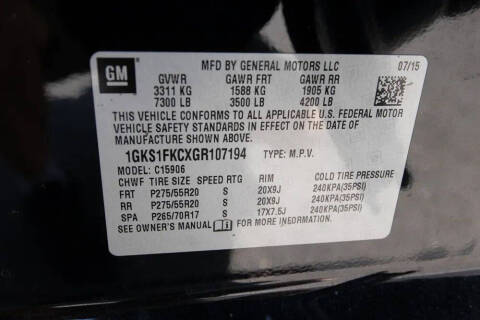 GM
MFD BY GENERAL MOTORS LLC 07/15
GVWR GAWR FRT GAWR RR
3311 KG 1588 KG 1905 KG
7300 LB 3500 LB 4200 LB
THIS VEHICLE CONFORMS TO ALL APPLICABLE U.S. FEDERAL MOTOR
VEHICLE SAFETY STANDARDS IN EFFECT ON THE DATE OF
MANUFACTURE SHOWN ABOVE.
1GKS1FKCXGR107194 TYPE: M.P.V.
MODEL: C15906
CHWF TIRE SIZE SPEED RTG RIM COLD TIRE PRESSURE
FRT P275/55R20 S 20X9J 240KPA(35PSI)
RR P275/55R20 S 20X9J 240KPA(35PSI)
SPA P265/70R17 S 17X7.5J 240KPA(35PSI)
SEE OWNER'S MANUAL